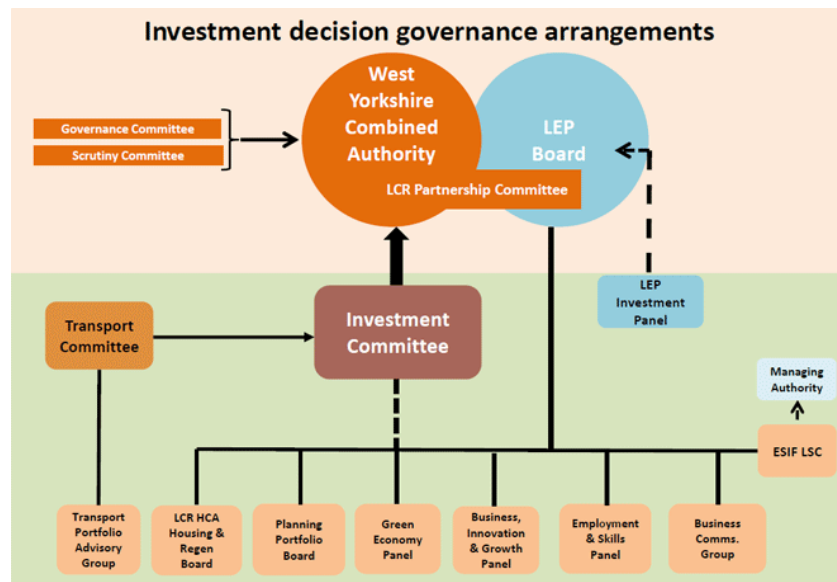 Investment decision governance arrangements
West
Yorkshire
Combined
Authority
LEP
Board
Governance Committee
Scrutiny Committee
LCR Partnership Committee
LEP
Investment
Panel
Transport
Committee
Investment
Committee
Managing
Authority
ESIF LSC
Transport
Portfolio
Advisory
Group
LCR HCA
Housing &
Regen
Board
Planning
Portfolio
Board
Green
Economy
Panel
Business,
Innovation
& Growth
Panel
Employment
& Skills
Panel
Business
Comms.
Group